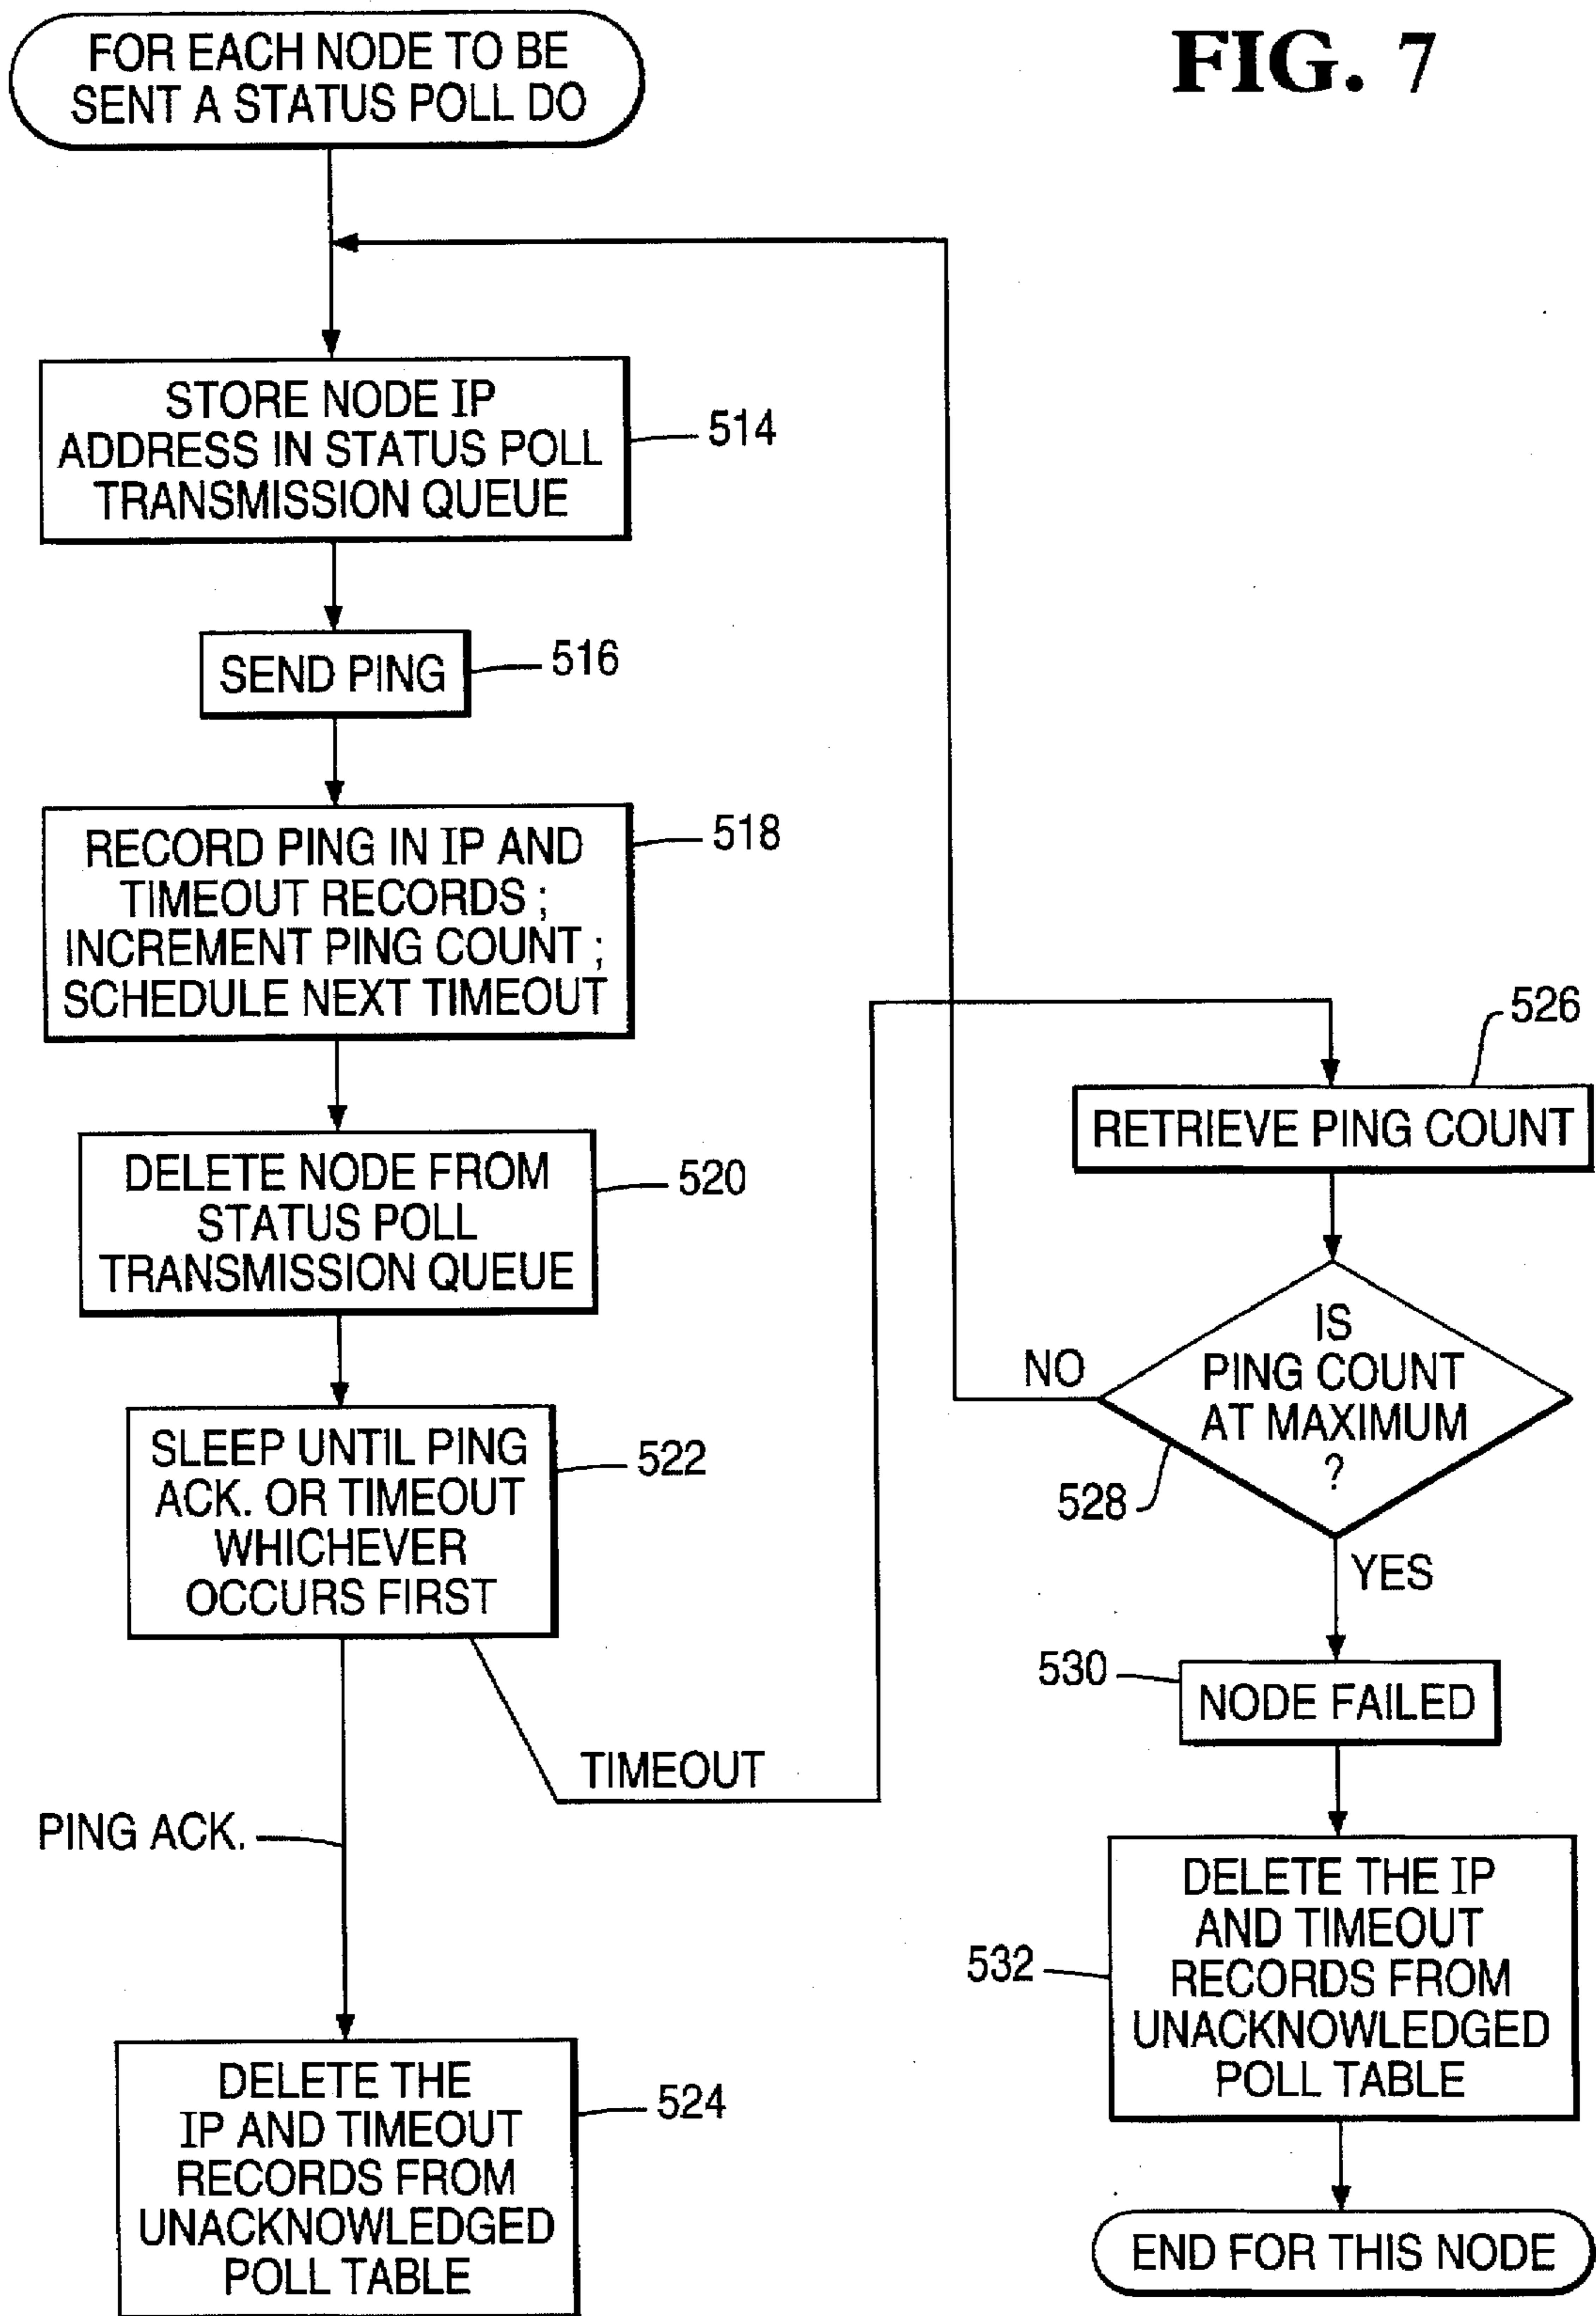 FIG. 7
FOR EACH NODE TO BE
SENT A STATUS POLL DO
STORE NODE IP
ADDRESS IN STATUS POLL
TRANSMISSION QUEUE
514
SEND PING
516
RECORD PING IN IP AND
TIMEOUT RECORDS ;
INCREMENT PING COUNT ;
SCHEDULE NEXT TIMEOUT
518
DELETE NODE FROM
STATUS POLL
TRANSMISSION QUEUE
520
SLEEP UNTIL PING
ACK. OR TIMEOUT
WHICHEVER
OCCURS FIRST
522
TIMEOUT
PING ACK.
DELETE THE
IP AND TIMEOUT
RECORDS FROM
UNACKNOWLEDGED
POLL TABLE
524
526
RETRIEVE PING COUNT
IS
PING COUNT
AT MAXIMUM
?
528
NO
YES
530
NODE FAILED
DELETE THE IP
AND TIMEOUT
RECORDS FROM
UNACKNOWLEDGED
POLL TABLE
532
END FOR THIS NODE